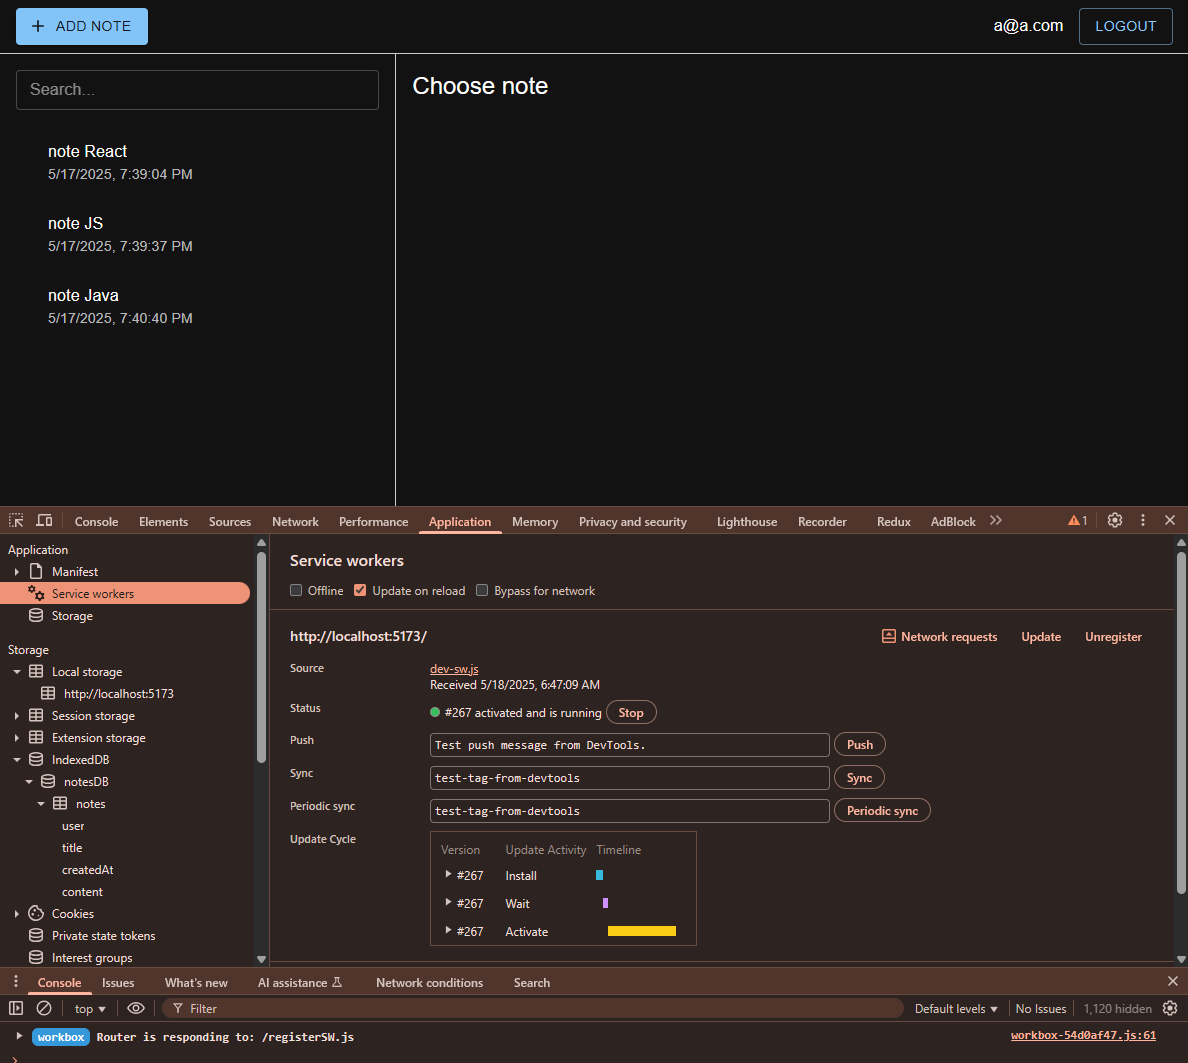 + ADD NOTE
a@a.com
LOGOUT
Search...
Choose note
note React
5/17/2025, 7:39:04 PM
note JS
5/17/2025, 7:39:37 PM
note Java
5/17/2025, 7:40:40 PM
Console Elements Sources Network Performance Application Memory Privacy and security Lighthouse Recorder Redux AdBlock 1
Application
Manifest
Service workers
Storage
Storage
Local storage
http://localhost:5173
Session storage
Extension storage
IndexedDB
notesDB
notes
user
title
createdAt
content
Cookies
Private state tokens
Interest groups
Service workers
Offline Update on reload Bypass for network
http://localhost:5173/ Network requests Update Unregister
Source dev-sw.js
Received 5/18/2025, 6:47:09 AM
Status #267 activated and is running Stop
Push Test push message from DevTools. Push
Sync test-tag-from-devtools Sync
Periodic sync test-tag-from-devtools Periodic sync
Update Cycle
Version Update Activity Timeline
#267 Install
#267 Wait
#267 Activate
Console Issues What's new AI assistance Network conditions Search
top Filter Default levels No Issues 1,120 hidden
workbox Router is responding to: /registerSW.js workbox-54d0af47.js:61